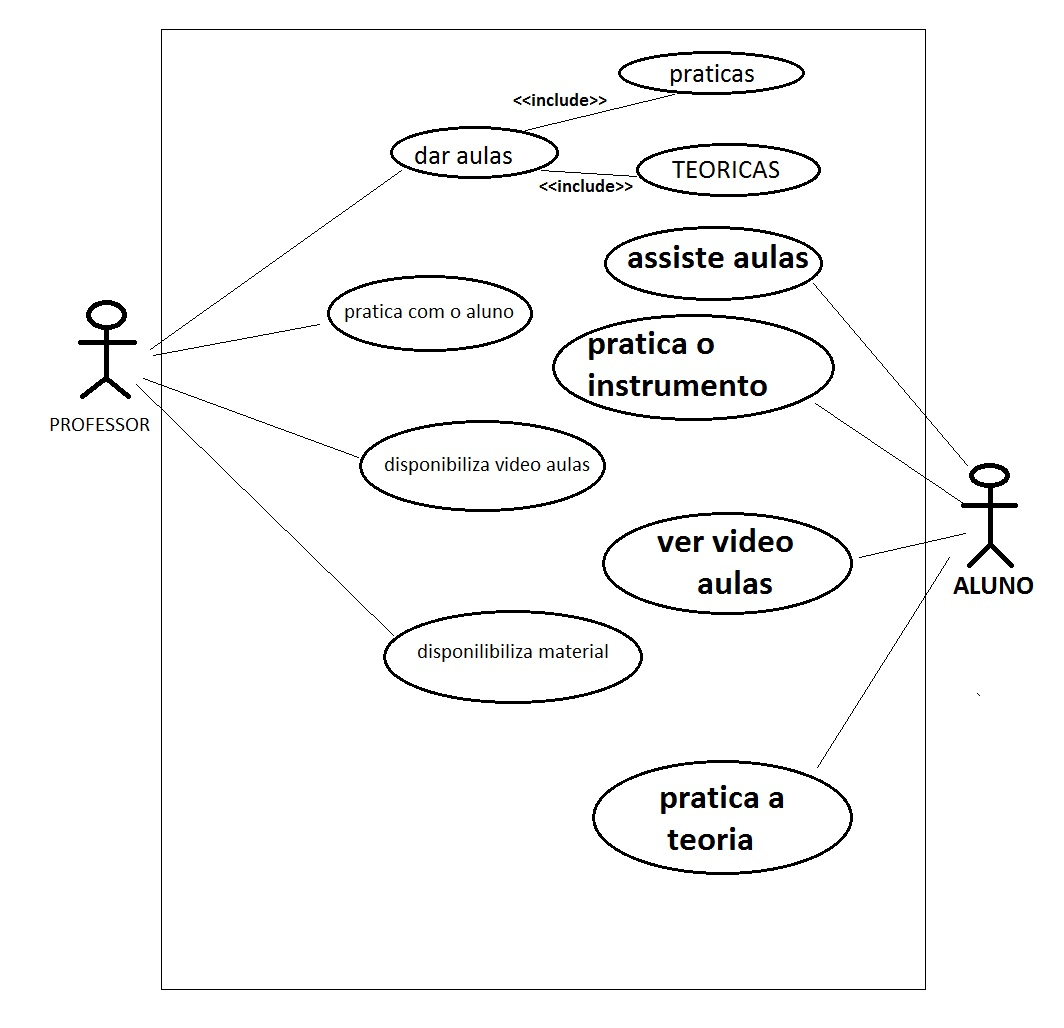 praticas
<<include>>
dar aulas
TEORICAS
<<include>>
assiste aulas
pratica com o aluno
pratica o
instrumento
PROFESSOR
disponibiliza video aulas
ver video
aulas
ALUNO
disponilibiliza material
pratica a
teoria